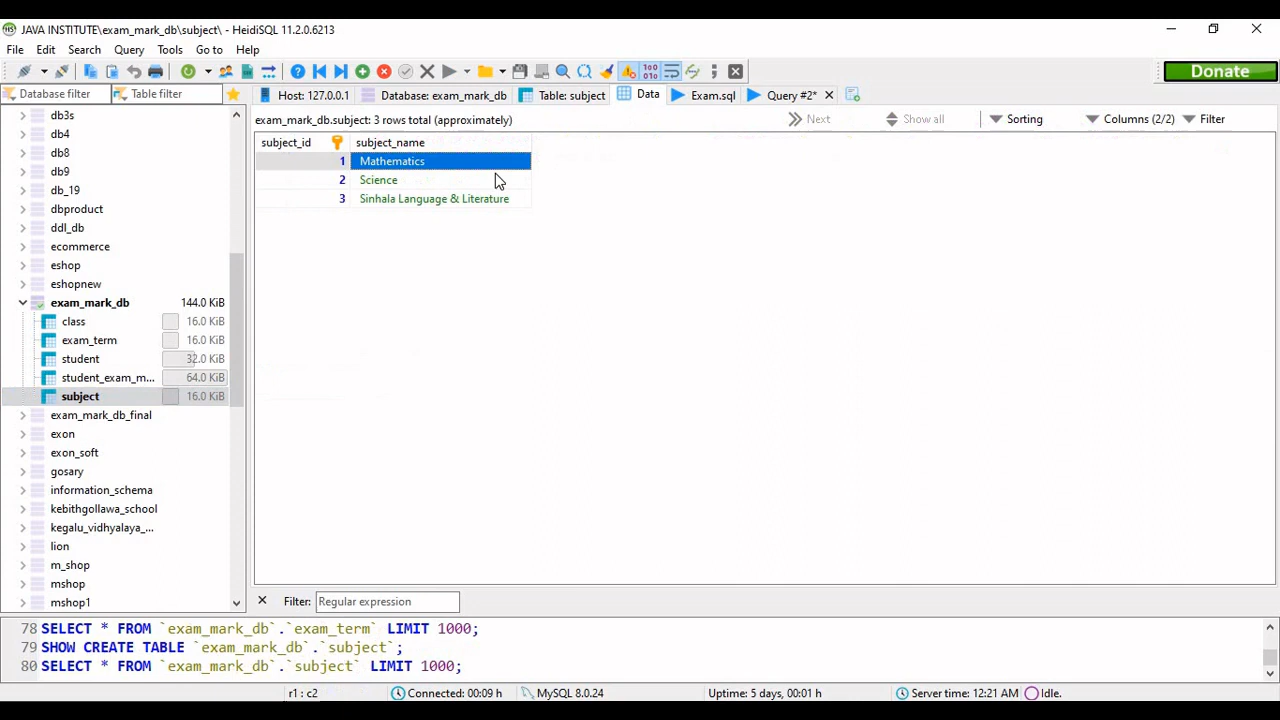 JAVA INSTITUTE\exam_mark_db\subject\ - HeidiSQL 11.2.0.6213
File Edit Search Query Tools Go to Help
Donate
Database filter Table filter Host: 127.0.0.1 Database: exam_mark_db Table: subject Data Exam.sql Query #2*
exam_mark_db.subject: 3 rows total (approximately) Next Show all Sorting Columns (2/2) Filter
subject_id subject_name
1 Mathematics
2 Science
3 Sinhala Language & Literature
db3s
db4
db8
db9
db_19
dbproduct
ddl_db
ecommerce
eshop
eshopnew
exam_mark_db 144.0 KiB
class 16.0 KiB
exam_term 16.0 KiB
student 32.0 KiB
student_exam_m... 64.0 KiB
subject 16.0 KiB
exam_mark_db_final
exon
exon_soft
gosary
information_schema
kebithgollawa_school
kegalu_vidhyalaya_...
lion
m_shop
mshop
mshop1
Filter: Regular expression
78 SELECT * FROM `exam_mark_db`.`exam_term` LIMIT 1000;
79 SHOW CREATE TABLE `exam_mark_db`.`subject`;
80 SELECT * FROM `exam_mark_db`.`subject` LIMIT 1000;
r1 : c2 Connected: 00:09 h MySQL 8.0.24 Uptime: 5 days, 00:01 h Server time: 12:21 AM Idle.